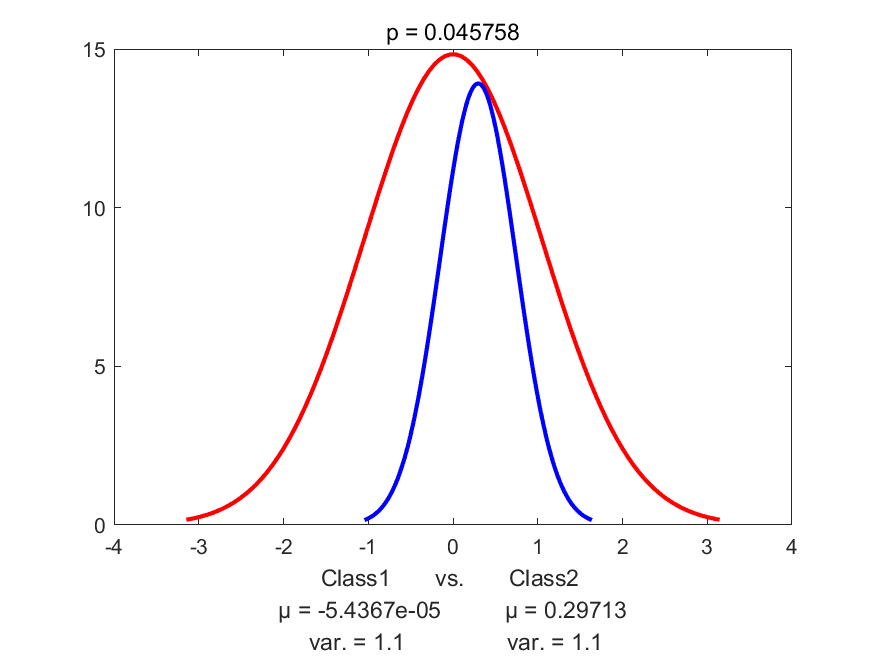 p = 0.045758
15
10
5
0
-4 -3 -2 -1 0 1 2 3 4
Class1 vs. Class2
μ = -5.4367e-05 μ = 0.29713
var. = 1.1 var. = 1.1